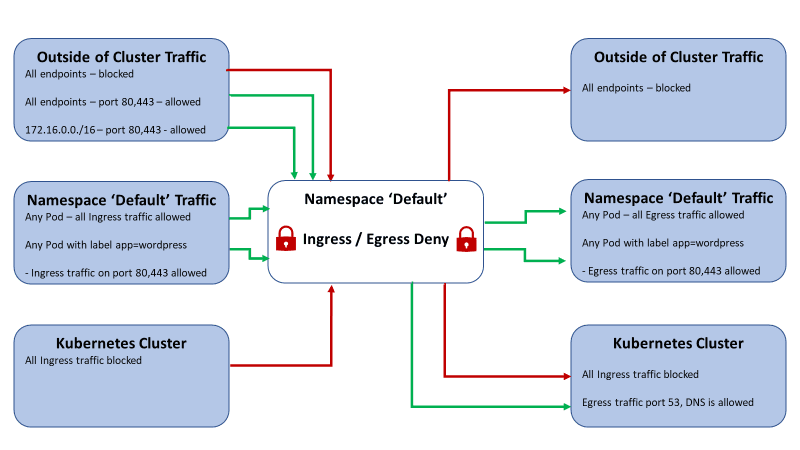 Outside of Cluster Traffic
All endpoints – blocked
All endpoints – port 80,443 – allowed
172.16.0.0./16 – port 80,443 - allowed
Namespace ‘Default’ Traffic
Any Pod – all Ingress traffic allowed
Any Pod with label app=wordpress
- Ingress traffic on port 80,443 allowed
Kubernetes Cluster
All Ingress traffic blocked
Namespace ‘Default’
Ingress / Egress Deny
Outside of Cluster Traffic
All endpoints – blocked
Namespace ‘Default’ Traffic
Any Pod – all Egress traffic allowed
Any Pod with label app=wordpress
- Egress traffic on port 80,443 allowed
Kubernetes Cluster
All Ingress traffic blocked
Egress traffic port 53, DNS is allowed